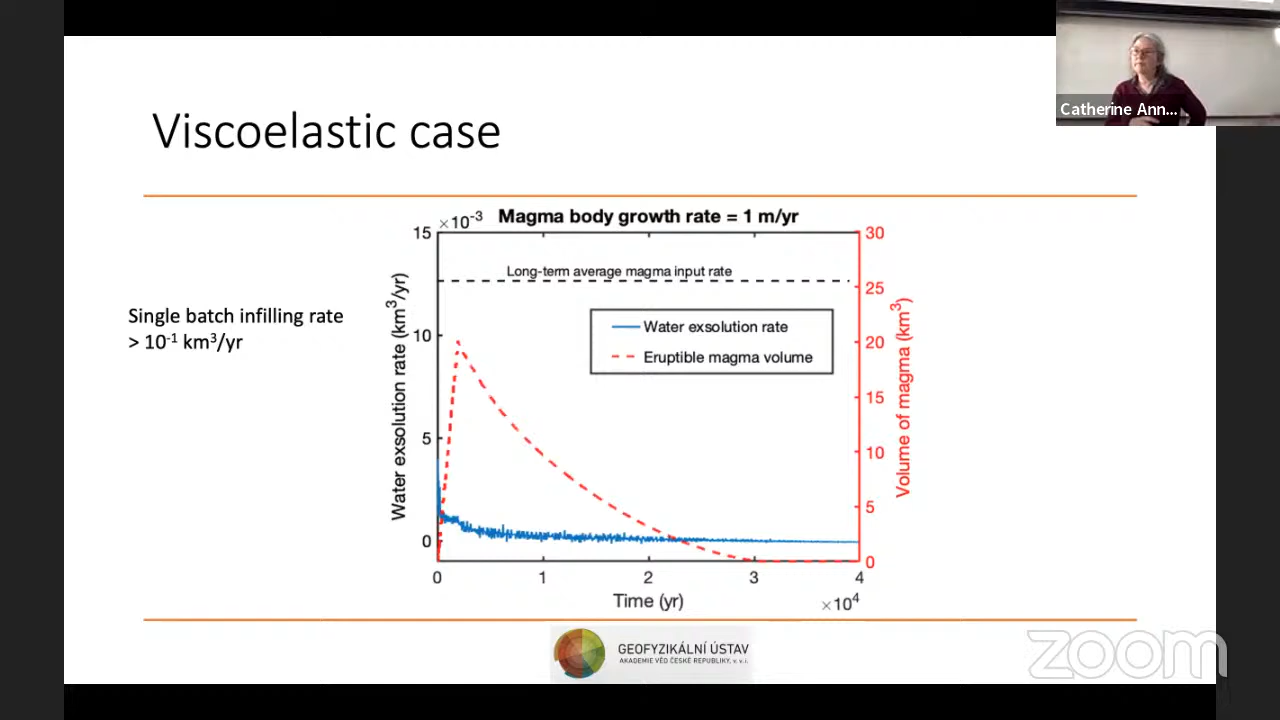 Catherine Ann...
Viscoelastic case
Magma body growth rate = 1 m/yr
×10-3
15
10
5
0
Water exsolution rate (km3/yr)
Long-term average magma input rate
Water exsolution rate
Eruptible magma volume
30
25
20
15
10
5
0
Volume of magma (km3)
0 1 2 3 4
Time (yr)
×104
Single batch infilling rate
> 10-1 km3/yr
GEOFYZIKÁLNÍ ÚSTAV
AKADEMIE VĚD ČESKÉ REPUBLIKY, v. v. i.
zoom